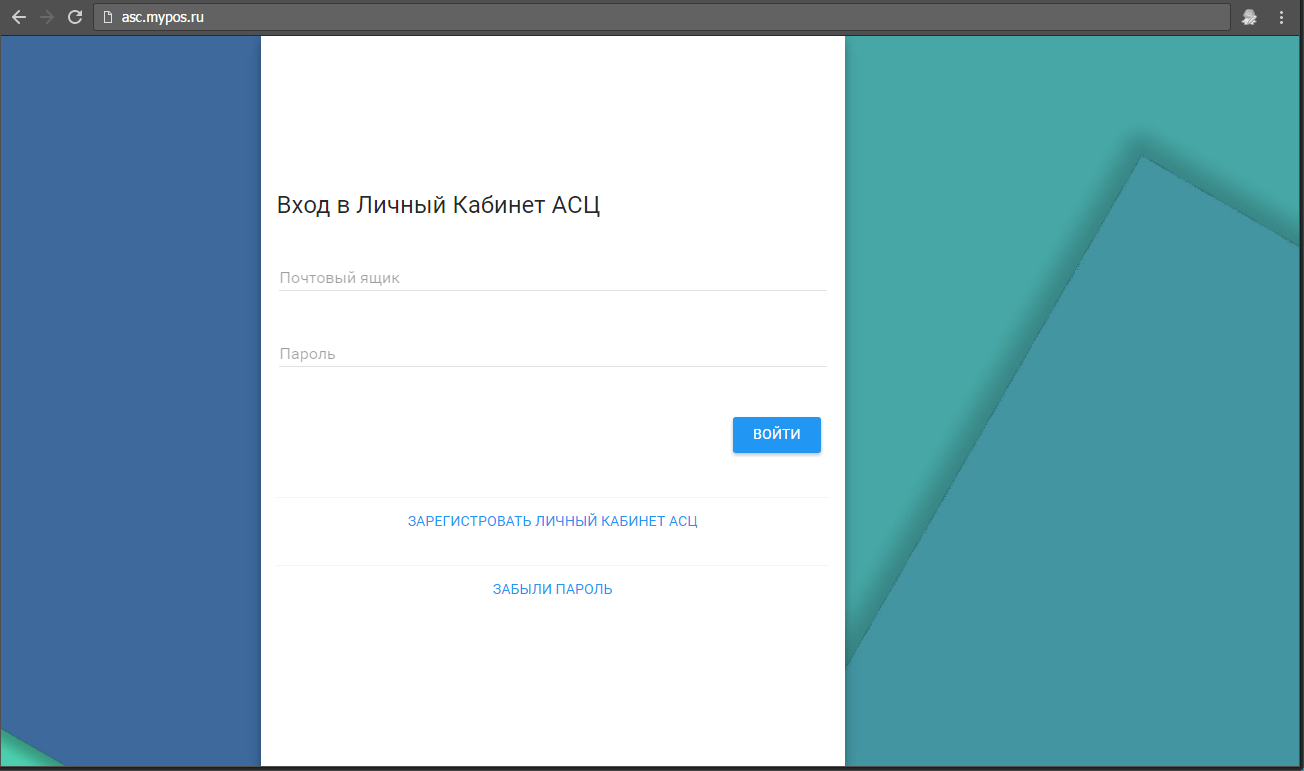 asc.mypos.ru
Вход в Личный Кабинет АСЦ
Почтовый ящик
Пароль
ВОЙТИ
ЗАРЕГИСТРОВАТЬ ЛИЧНЫЙ КАБИНЕТ АСЦ
ЗАБЫЛИ ПАРОЛЬ